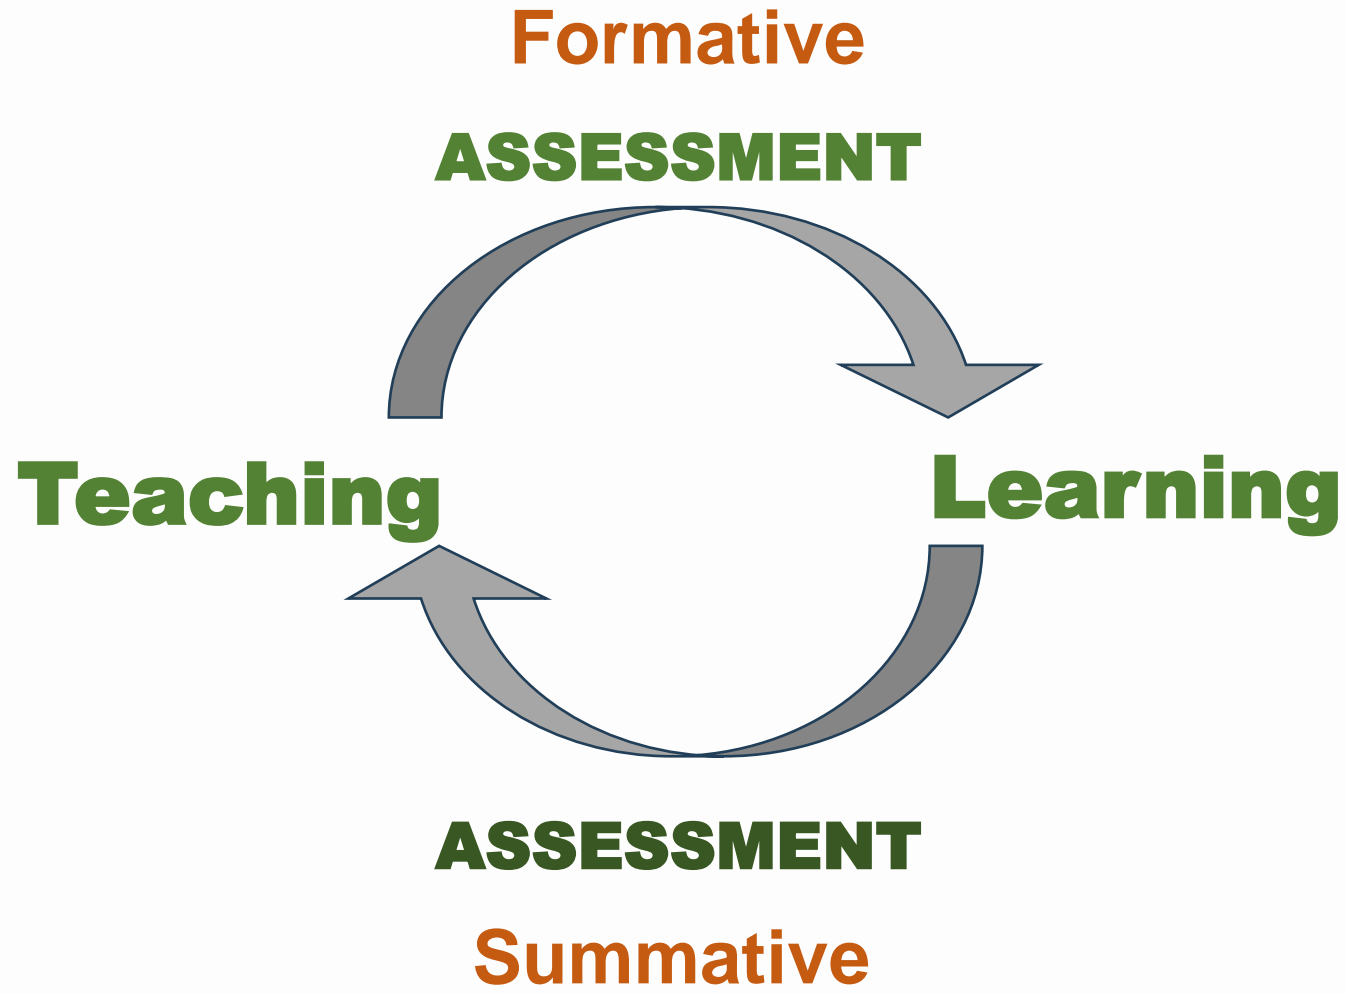 Formative
ASSESSMENT
Teaching
Learning
ASSESSMENT
Summative